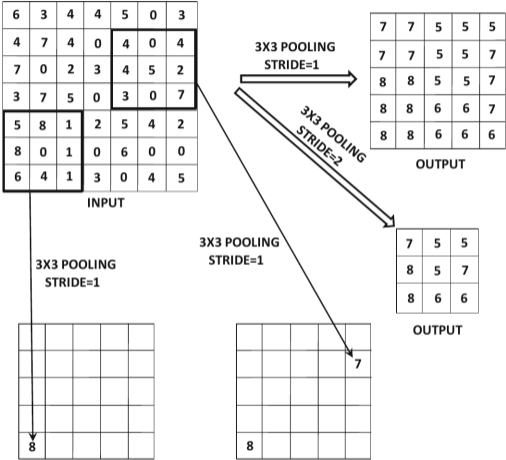 6 3 4 4 5 0 3
4 7 4 0 4 0 4
7 0 2 3 4 5 2
3 7 5 0 3 0 7
5 8 1 2 5 4 2
8 0 1 0 6 0 0
6 4 1 3 0 4 5
INPUT
3X3 POOLING
STRIDE=1
7 7 5 5 5
7 7 5 5 7
8 8 5 5 7
8 8 6 6 7
8 8 6 6 6
OUTPUT
3X3 POOLING
STRIDE=2
7 5 5
8 5 7
8 6 6
OUTPUT
3X3 POOLING
STRIDE=1
3X3 POOLING
STRIDE=1
8
7
8